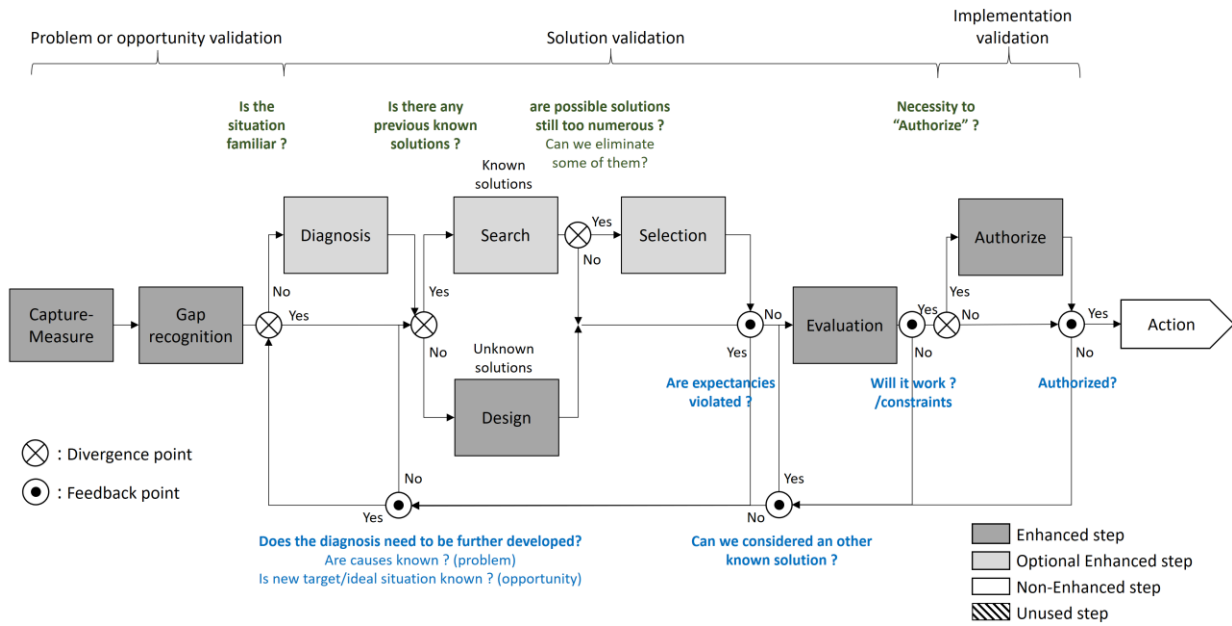 Problem or opportunity validation
Solution validation
Implementation
validation
Is the
situation
familiar ?
Is there any
previous known
solutions ?
are possible solutions
still too numerous ?
Can we eliminate
some of them?
Necessity to
“Authorize” ?
Known
solutions
Diagnosis
Search
Yes
Selection
Authorize
No
No
Yes
Yes
Capture-
Measure
Gap
recognition
Yes
No
Unknown
solutions
Design
No
Yes
Evaluation
Yes
No
No
Yes
No
Action
Are expectancies
violated ?
Will it work ?
/constraints
Authorized?
: Divergence point
: Feedback point
No
Yes
Yes
No
Does the diagnosis need to be further developed?
Are causes known ? (problem)
Is new target/ideal situation known ? (opportunity)
Can we considered an other
known solution ?
Enhanced step
Optional Enhanced step
Non-Enhanced step
Unused step